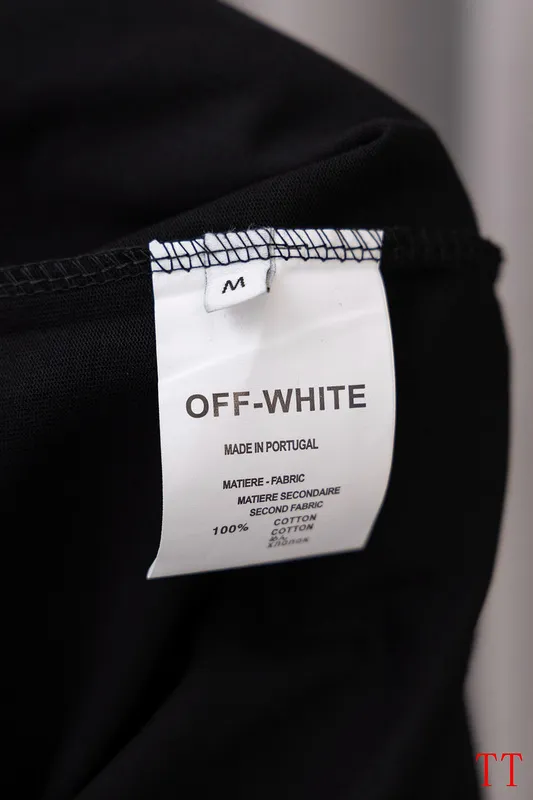 M
OFF-WHITE
MADE IN PORTUGAL
MATIERE - FABRIC
MATIERE SECONDAIRE
SECOND FABRIC
100% COTTON
COTTON
TT